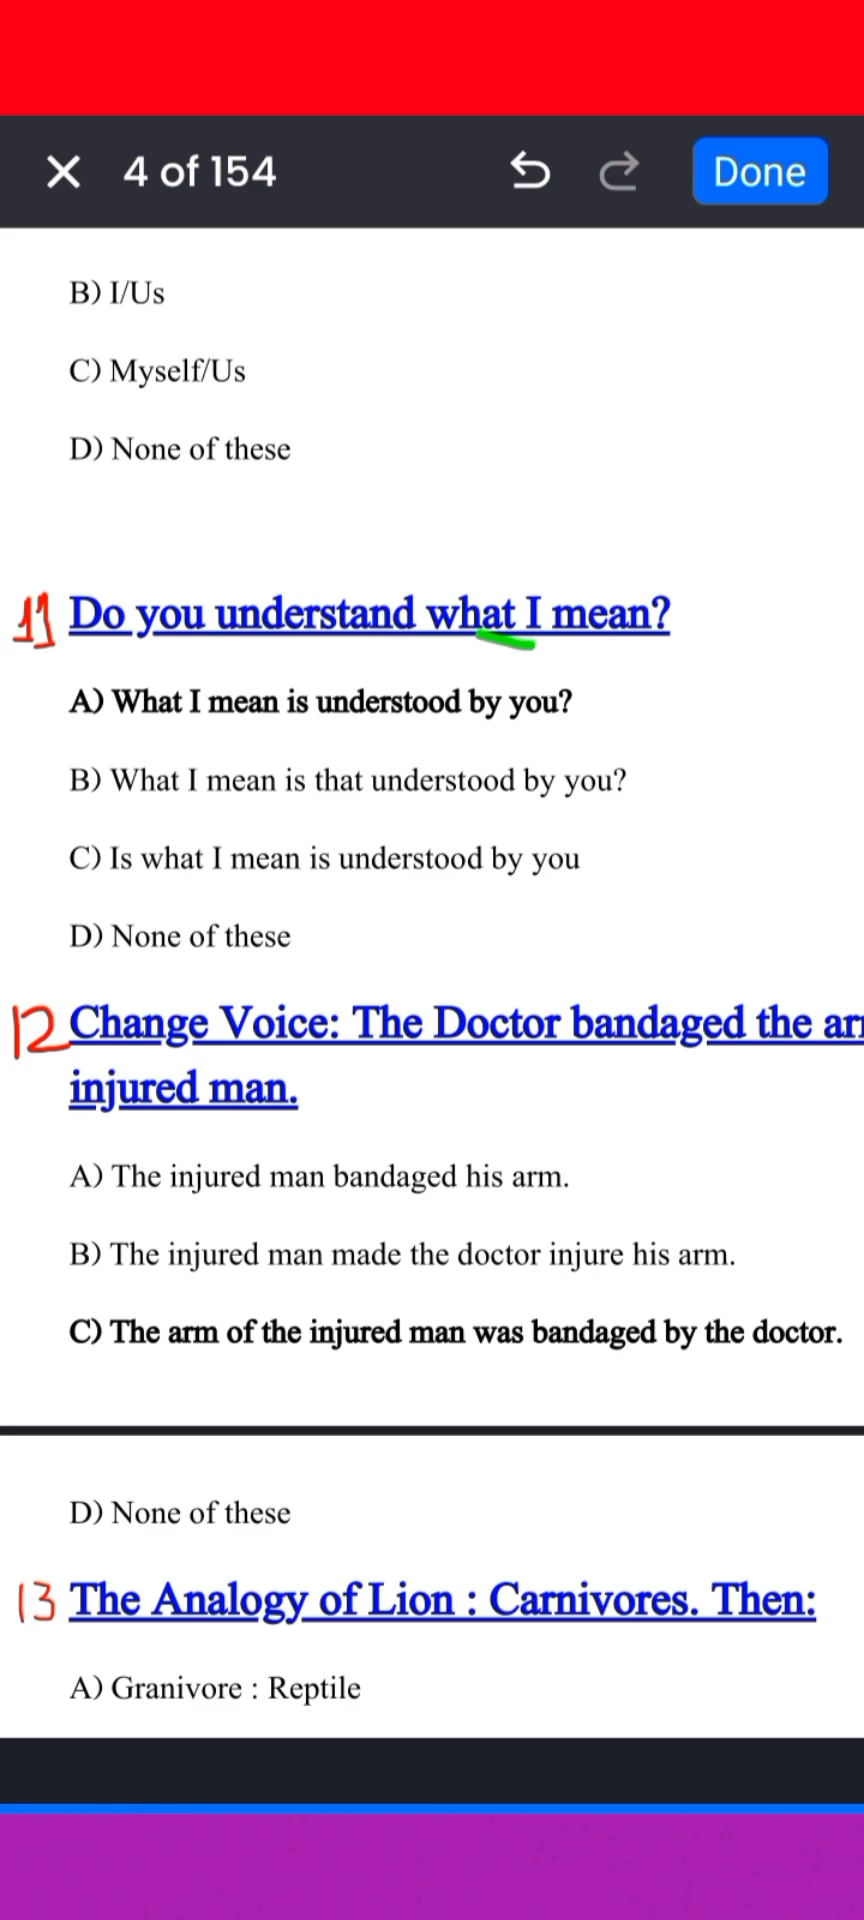 4 of 154
Done
B) I/Us
C) Myself/Us
D) None of these
11 Do you understand what I mean?
A) What I mean is understood by you?
B) What I mean is that understood by you?
C) Is what I mean is understood by you
D) None of these
12 Change Voice: The Doctor bandaged the
injured man.
A) The injured man bandaged his arm.
B) The injured man made the doctor injure his arm.
C) The arm of the injured man was bandaged by the doctor.
D) None of these
13 The Analogy of Lion : Carnivores. Then:
A) Granivore : Reptile